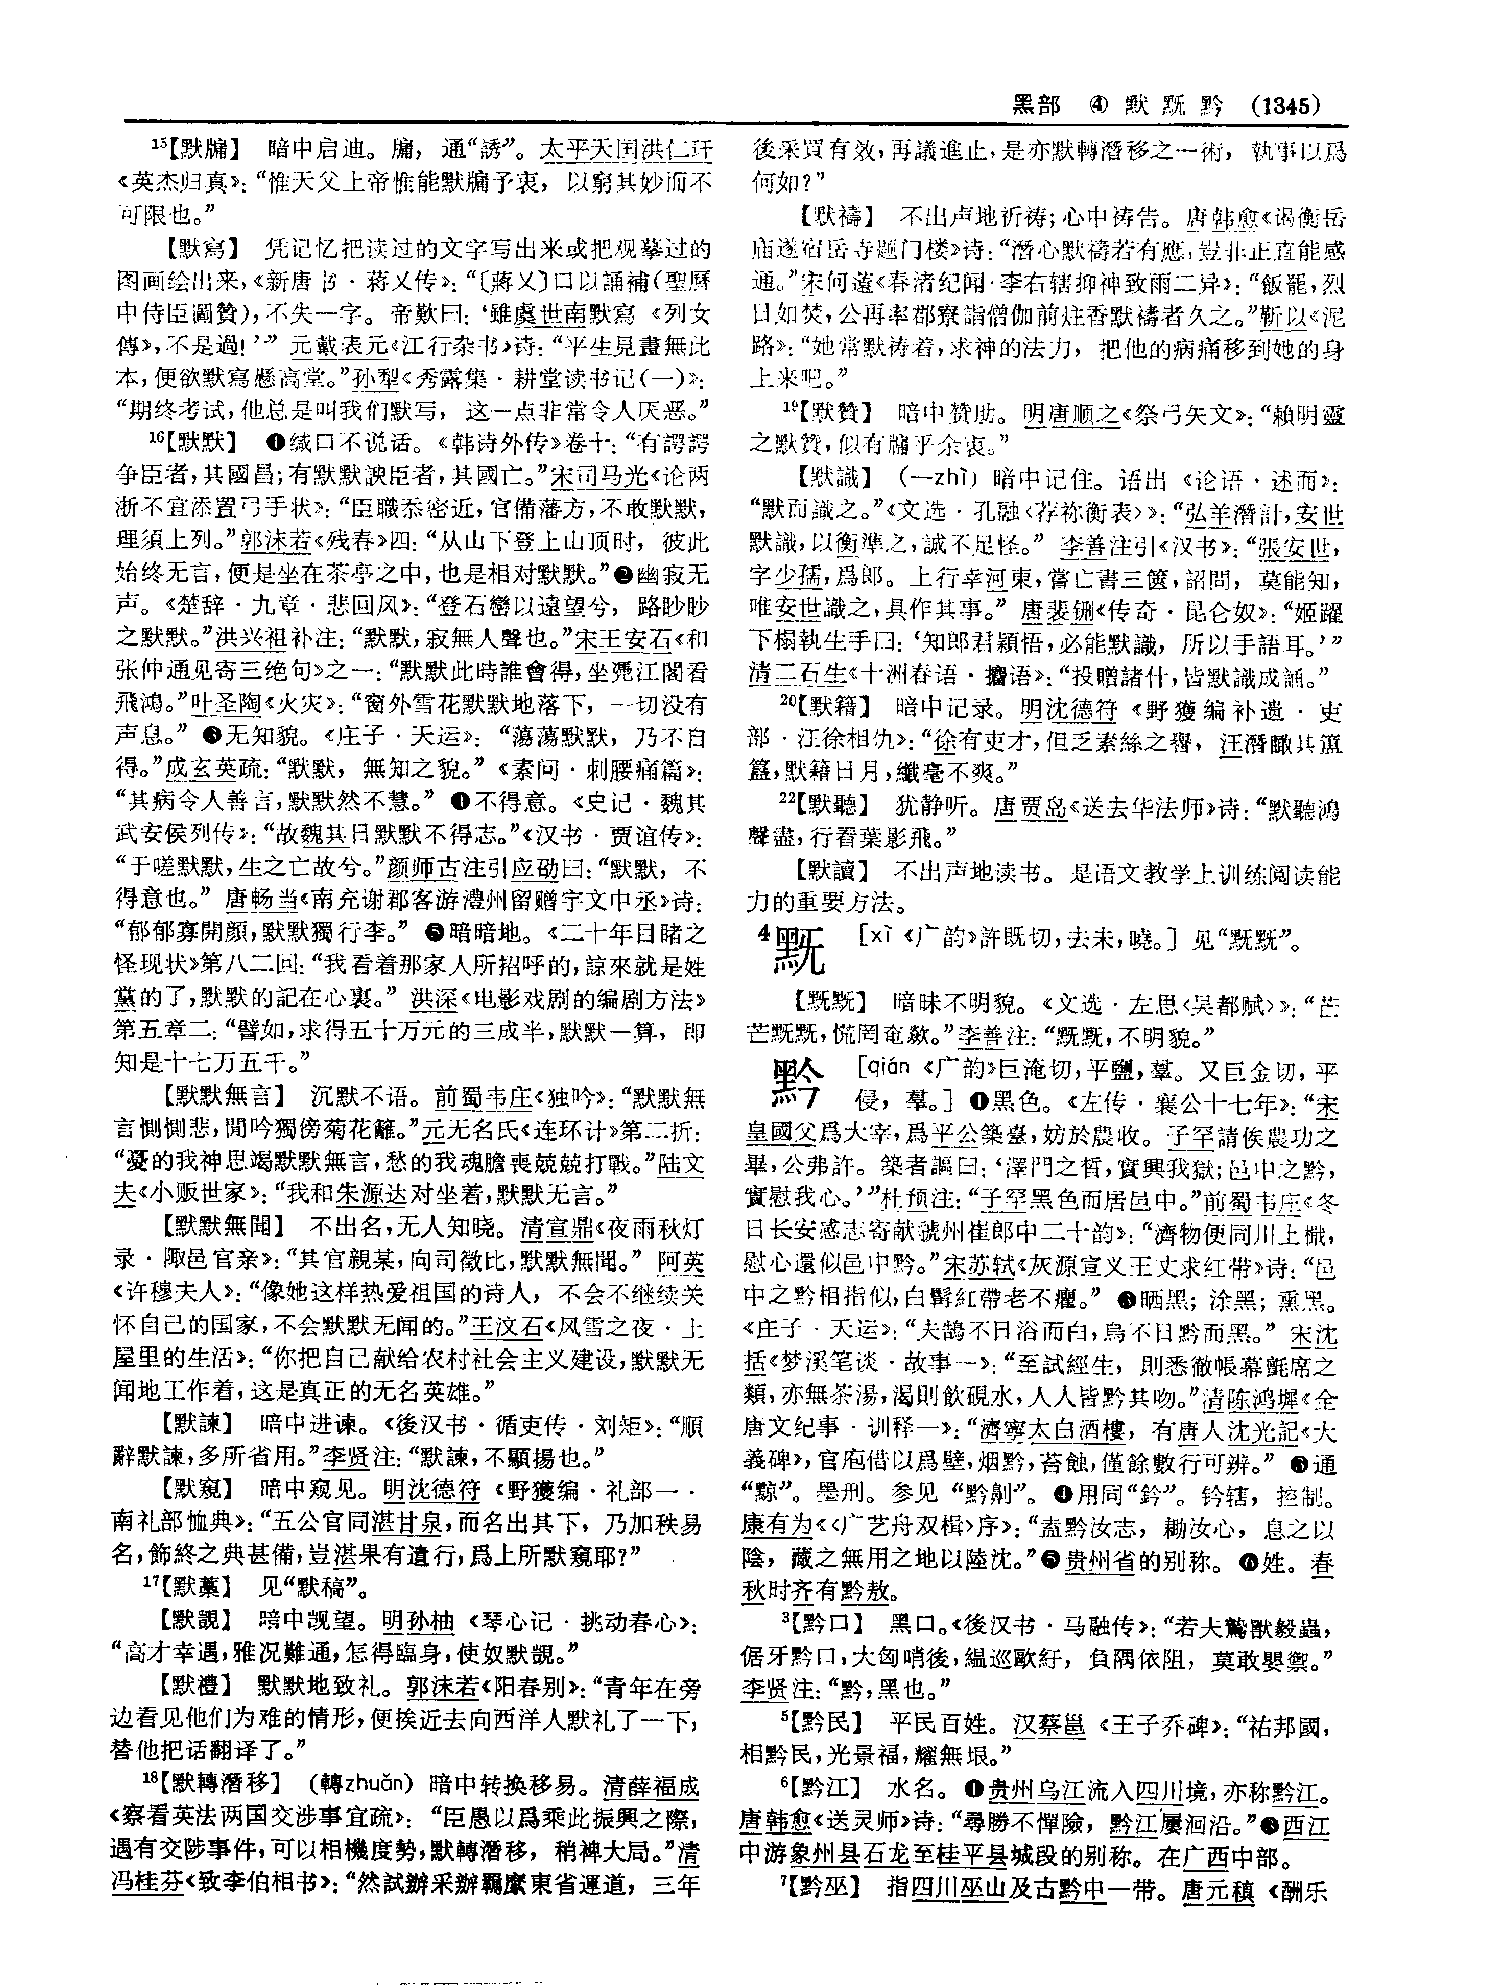 黑部 ④ 默 䵣 黔 (1345)
¹⁵【默牖】 暗中启迪。牖，通“誘”。太平天国洪仁玕
《英杰归真》：“惟天父上帝惟能默牖予衷，以窮其妙而不
可限也。”
【默寫】 凭记忆把读过的文字写出来或把观摹过的
图画绘出来，《新唐书·蒋乂传》：“〔蔣乂〕口以誦補(聖曆
中侍臣圖贊)，不失一字。帝歎曰：‘雖虞世南默寫《列女
傳》，不是過！’” 元戴表元《江行杂书》诗：“平生見畫無此
本，便欲默寫懸高堂。”孙犁《秀露集·耕堂读书记(一)》：
“期终考试，他总是叫我们默写，这一点非常令人厌恶。”
¹⁶【默默】 ❶缄口不说话。《韩诗外传》卷十：“有諤諤
争臣者，其國昌；有默默諛臣者，其國亡。”宋司马光《论两
浙不宜添置弓手状》：“臣職忝密近，官備藩方，不敢默默，
理須上列。”郭沫若《残春》四：“从山下登上山顶时，彼此
始终无言，便是坐在茶亭之中，也是相对默默。”❷幽寂无
声。《楚辞·九章·悲回风》：“登石巒以遠望兮，路眇眇
之默默。”洪兴祖补注：“默默，寂無人聲也。”宋王安石《和
张仲通见寄三绝句》之一：“默默此時誰會得，坐凭江閣看
飛鴻。”叶圣陶《火灾》：“窗外雪花默默地落下，一切没有
声息。” ❸无知貌。《庄子·天运》：“蕩蕩默默，乃不自
得。”成玄英疏：“默默，無知之貌。”《素问·刺腰痛篇》：
“其病令人善言，默默然不慧。” ❹不得意。《史记·魏其
武安侯列传》：“故魏其日默默不得志。”《汉书·贾谊传》：
“于嗟默默，生之亡故兮。”颜师古注引应劭曰：“默默，不
得意也。” 唐畅当《南充谢郡客游澧州留赠宇文中丞》诗：
“郁郁寡開顔，默默獨行李。” ❺暗暗地。《二十年目睹之
怪现状》第八二回：“我看着那家人所招呼的，諒來就是姓
黨的了，默默的記在心裏。” 洪深《电影戏剧的编剧方法》
第五章二：“譬如，求得五十万元的三成半，默默一算，即
知是十七万五千。”
【默默無言】 沉默不语。前蜀韦庄《独吟》：“默默無
言惻惻悲，閒吟獨傍菊花籬。”元无名氏《连环计》第二折：
“憂的我神思竭默默無言，愁的我魂膽喪兢兢打戰。”陆文
夫《小贩世家》：“我和朱源达对坐着，默默无言。”
【默默無聞】 不出名，无人知晓。清宣鼎《夜雨秋灯
录·陬邑官亲》：“其官親某，向司徵比，默默無聞。” 阿英
《许穆夫人》：“像她这样热爱祖国的诗人，不会不继续关
怀自己的国家，不会默默无闻的。”王汶石《风雪之夜·土
屋里的生活》：“你把自己献给农村社会主义建设，默默无
闻地工作着，这是真正的无名英雄。”
【默諫】 暗中进谏。《後汉书·循吏传·刘矩》：“順
辭默諫，多所省用。”李贤注：“默諫，不顯揚也。”
【默窺】 暗中窥见。明沈德符《野獲编·礼部一·
南礼部恤典》：“五公官同湛甘泉，而名出其下，乃加秩易
名，飾終之典甚備，豈湛果有遺行，爲上所默窺耶？”
¹⁷【默藁】 见“默稿”。
【默覬】 暗中觊望。明孙柚《琴心记·挑动春心》：
“高才幸遇，雅况難通，怎得臨身，使奴默覬。”
【默禮】 默默地致礼。郭沫若《阳春别》：“青年在旁
边看见他们为难的情形，便挨近去向西洋人默礼了一下，
替他把话翻译了。”
¹⁸【默轉潛移】 (轉zhuǎn) 暗中转换移易。清薛福成
《察看英法两国交涉事宜疏》：“臣愚以爲乘此振興之際，
遇有交涉事件，可以相機度勢，默轉潛移，稍裨大局。”清
冯桂芬《致李伯相书》：“然試辦采辦羈縻東省運道，三年
後采買有效，再議進止，是亦默轉潛移之一術，執事以爲
何如？”
【默禱】 不出声地祈祷；心中祷告。唐韩愈《谒衡岳
庙遂宿岳寺题门楼》诗：“潛心默禱若有應，豈非正直能感
通。”宋何薳《春渚纪闻·李右辖抑神致雨二异》：“飯罷，烈
日如焚，公再率郡寮詣僧伽前炷香默禱者久之。”靳以《泥
路》：“她常默祷着，求神的法力，把他的病痛移到她的身
上来吧。”
¹⁹【默贊】 暗中赞助。明唐顺之《祭弓矢文》：“賴明靈
之默贊，似有牖乎余衷。”
【默識】 (—zhì) 暗中记住。语出《论语·述而》：
“默而識之。”《文选·孔融〈荐祢衡表〉》：“弘羊潛計，安世
默識，以衡準之，誠不足怪。” 李善注引《汉书》：“張安世，
字少孺，爲郎。上行幸河東，嘗亡書三篋，詔問，莫能知，
唯安世識之，具作其事。” 唐裴铏《传奇·昆仑奴》：“姬躍
下榻執生手曰：‘知郎君穎悟，必能默識，所以手語耳。’”
清二石生《十洲春语·攟语》：“投贈諸什，皆默識成誦。”
²⁰【默籍】 暗中记录。明沈德符《野獲编补遗·吏
部·汪徐相仇》：“徐有吏才，但乏素絲之譽，汪潛瞰其簠
簋，默籍日月，纖毫不爽。”
²²【默聽】 犹静听。唐贾岛《送去华法师》诗：“默聽鴻
聲盡，行看葉影飛。”
【默讀】 不出声地读书。是语文教学上训练阅读能
力的重要方法。
⁴䵣 [xì《广韵》許既切，去未，曉。] 见“䵣䵣”。
【䵣䵣】 暗昧不明貌。《文选·左思〈吴都赋〉》：“茫
茫䵣䵣，慌罔奄欻。”李善注：“䵣䵣，不明貌。”
黔 [qián《广韵》巨淹切，平鹽，羣。又巨金切，平
侵，羣。] ❶黑色。《左传·襄公十七年》：“宋
皇國父爲大宰，爲平公築臺，妨於農收。子罕請俟農功之
畢，公弗許。築者謳曰：‘澤門之晳，實興我獄；邑中之黔，
實慰我心。’”杜预注：“子罕黑色而居邑中。”前蜀韦庄《冬
日长安感志寄献虢州崔郎中二十韵》：“濟物便同川上檝，
慰心還似邑中黔。”宋苏轼《灰源宣义王丈求红带》诗：“邑
中之黔相指似，白髯紅帶老不癯。” ❷晒黑；涂黑；熏黑。
《庄子·天运》：“夫鹄不日浴而白，烏不日黔而黑。” 宋沈
括《梦溪笔谈·故事一》：“至試經生，則悉徹帳幕氈席之
類，亦無茶湯，渴則飲硯水，人人皆黔其吻。”清陈鸿墀《全
唐文纪事·训释一》：“濟寧太白酒樓，有唐人沈光記《大
義碑》，官庖借以爲壁，烟黔，苔蝕，僅餘數行可辨。” ❸通
“黥”。墨刑。参见“黔劓”。❹用同“鈐”。钤辖，控制。
康有为《〈广艺舟双楫〉序》：“蓋黔汝志，鋤汝心，息之以
陰，藏之無用之地以陸沈。”❺贵州省的别称。❻姓。春
秋时齐有黔敖。
³【黔口】 黑口。《後汉书·马融传》：“若夫鷙獸毅蟲，
倨牙黔口，大匈哨後，緼巡歐紆，負隅依阻，莫敢嬰禦。”
李贤注：“黔，黑也。”
⁵【黔民】 平民百姓。汉蔡邕《王子乔碑》：“祐邦國，
相黔民，光景福，耀無垠。”
⁶【黔江】 水名。❶贵州乌江流入四川境，亦称黔江。
唐韩愈《送灵师》诗：“尋勝不憚險，黔江屢洄沿。”❷西江
中游象州县石龙至桂平县城段的别称。在广西中部。
⁷【黔巫】 指四川巫山及古黔中一带。唐元稹《酬乐